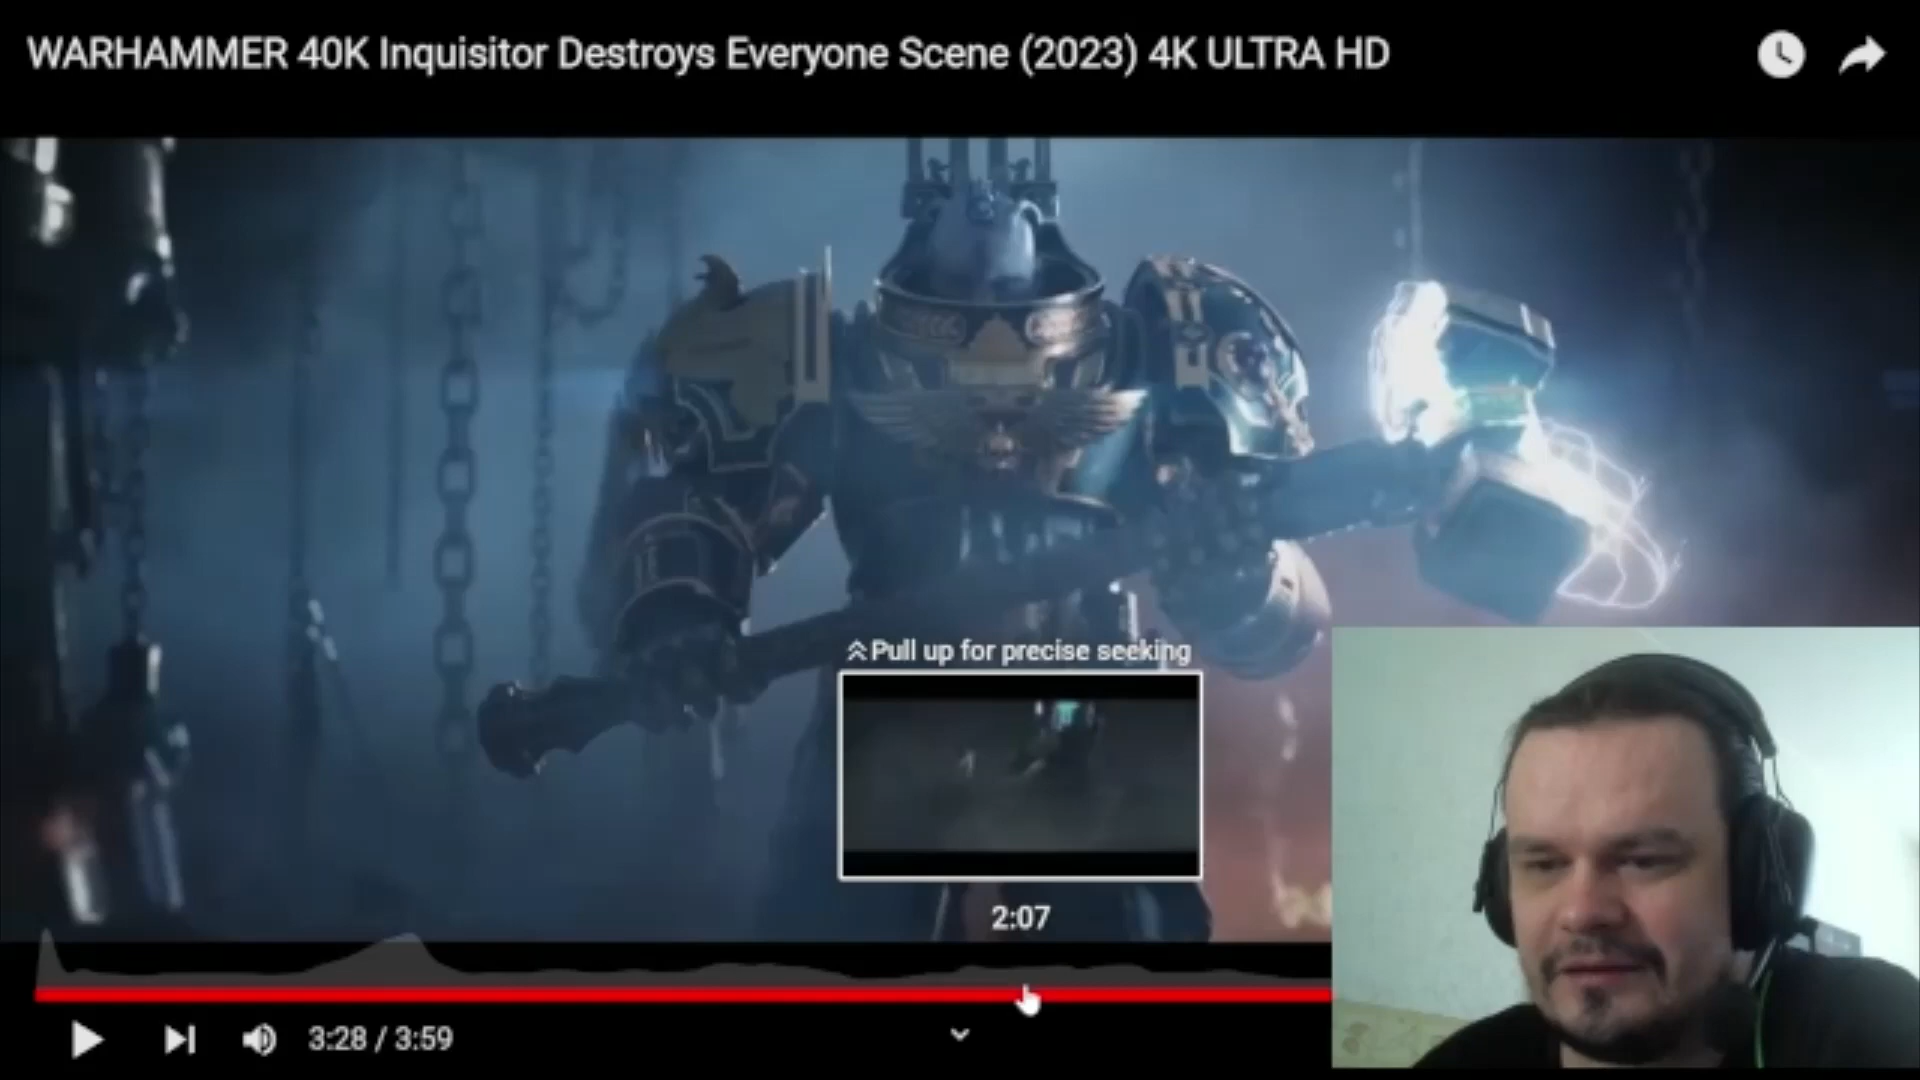 WARHAMMER 40K Inquisitor Destroys Everyone Scene (2023) 4K ULTRA HD
Pull up for precise seeking
2:07
3:28 / 3:59